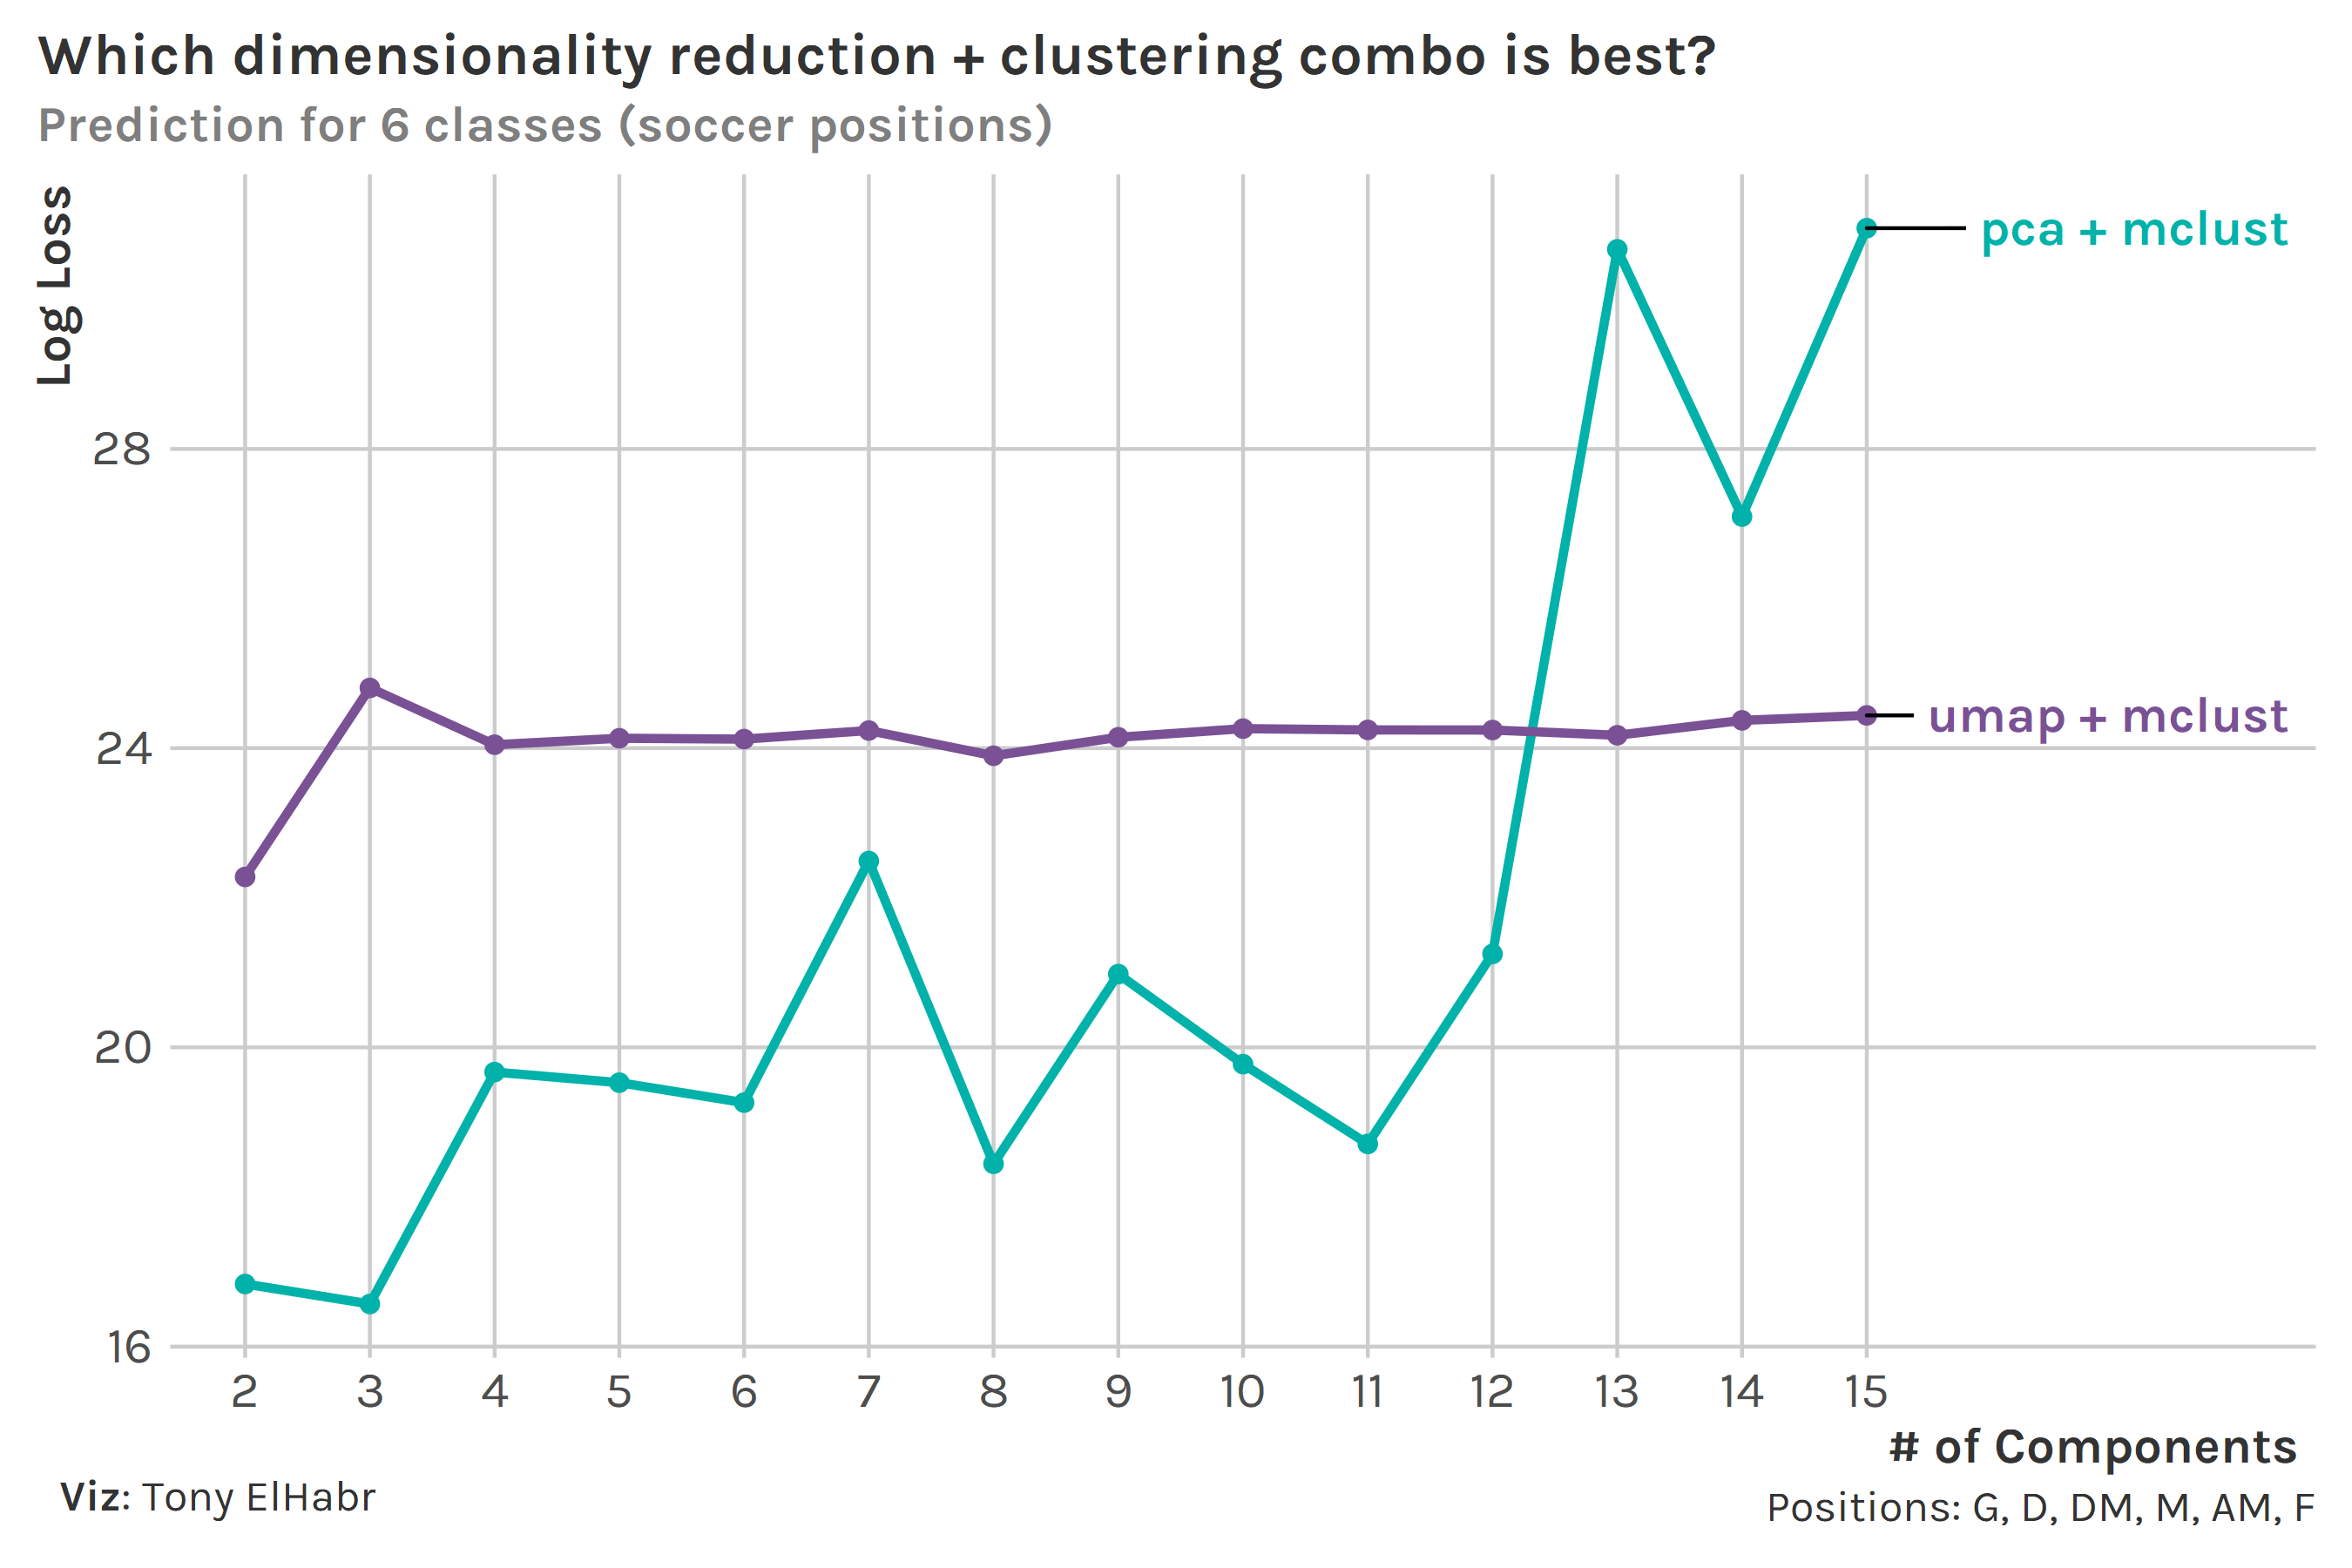 Which dimensionality reduction + clustering combo is best?
Prediction for 6 classes (soccer positions)
Log Loss
pca + mclust
28
umap + mclust
24
20
16
2 3 4 5 6 7 8 9 10 11 12 13 14 15
# of Components
Viz: Tony ElHabr
Positions: G, D, DM, M, AM, F